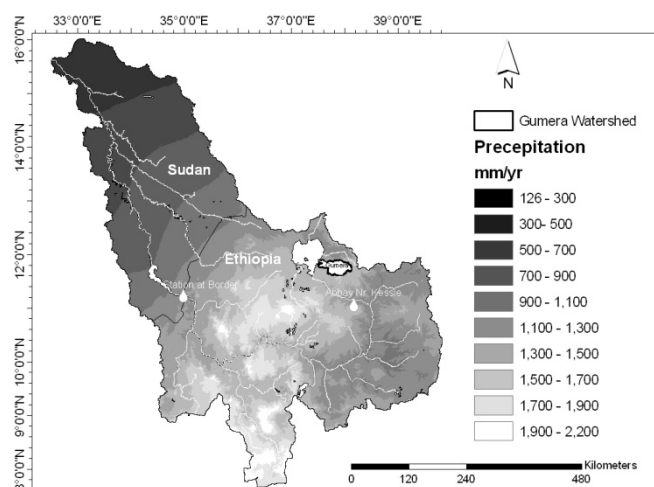 33°0'0"E 35°0'0"E 37°0'0"E 39°0'0"E
16°0'0"N
14°0'0"N
12°0'0"N
10°0'0"N
9°0'0"N
8°0'0"N
N
Gumera Watershed
Precepitation
mm/yr
126 - 300
300- 500
500 - 700
700 - 900
900 - 1,100
1,100 - 1,300
1,300 - 1,500
1,500 - 1,700
1,700 - 1,900
1,900 - 2,200
Sudan
Ethiopia
Gumera
Station at Border
Abbay Nr. Kessie
Kilometers
0 120 240 480